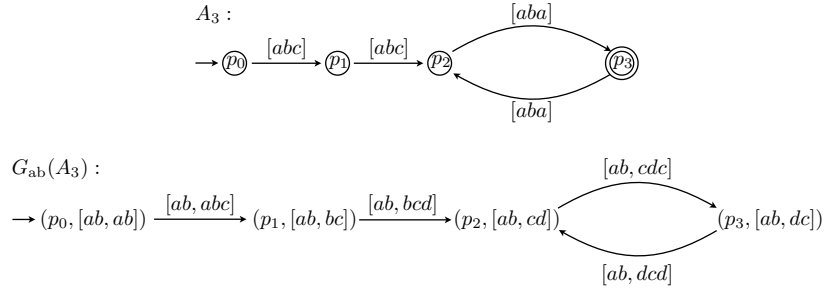 A₃ :
[aba]
[abc] [abc]
p₀ p₁ p₂ p₃
[aba]
G_ab(A₃) :
[ab, cdc]
[ab, abc] [ab, bcd]
(p₀, [ab, ab]) (p₁, [ab, bc]) (p₂, [ab, cd]) (p₃, [ab, dc])
[ab, dcd]